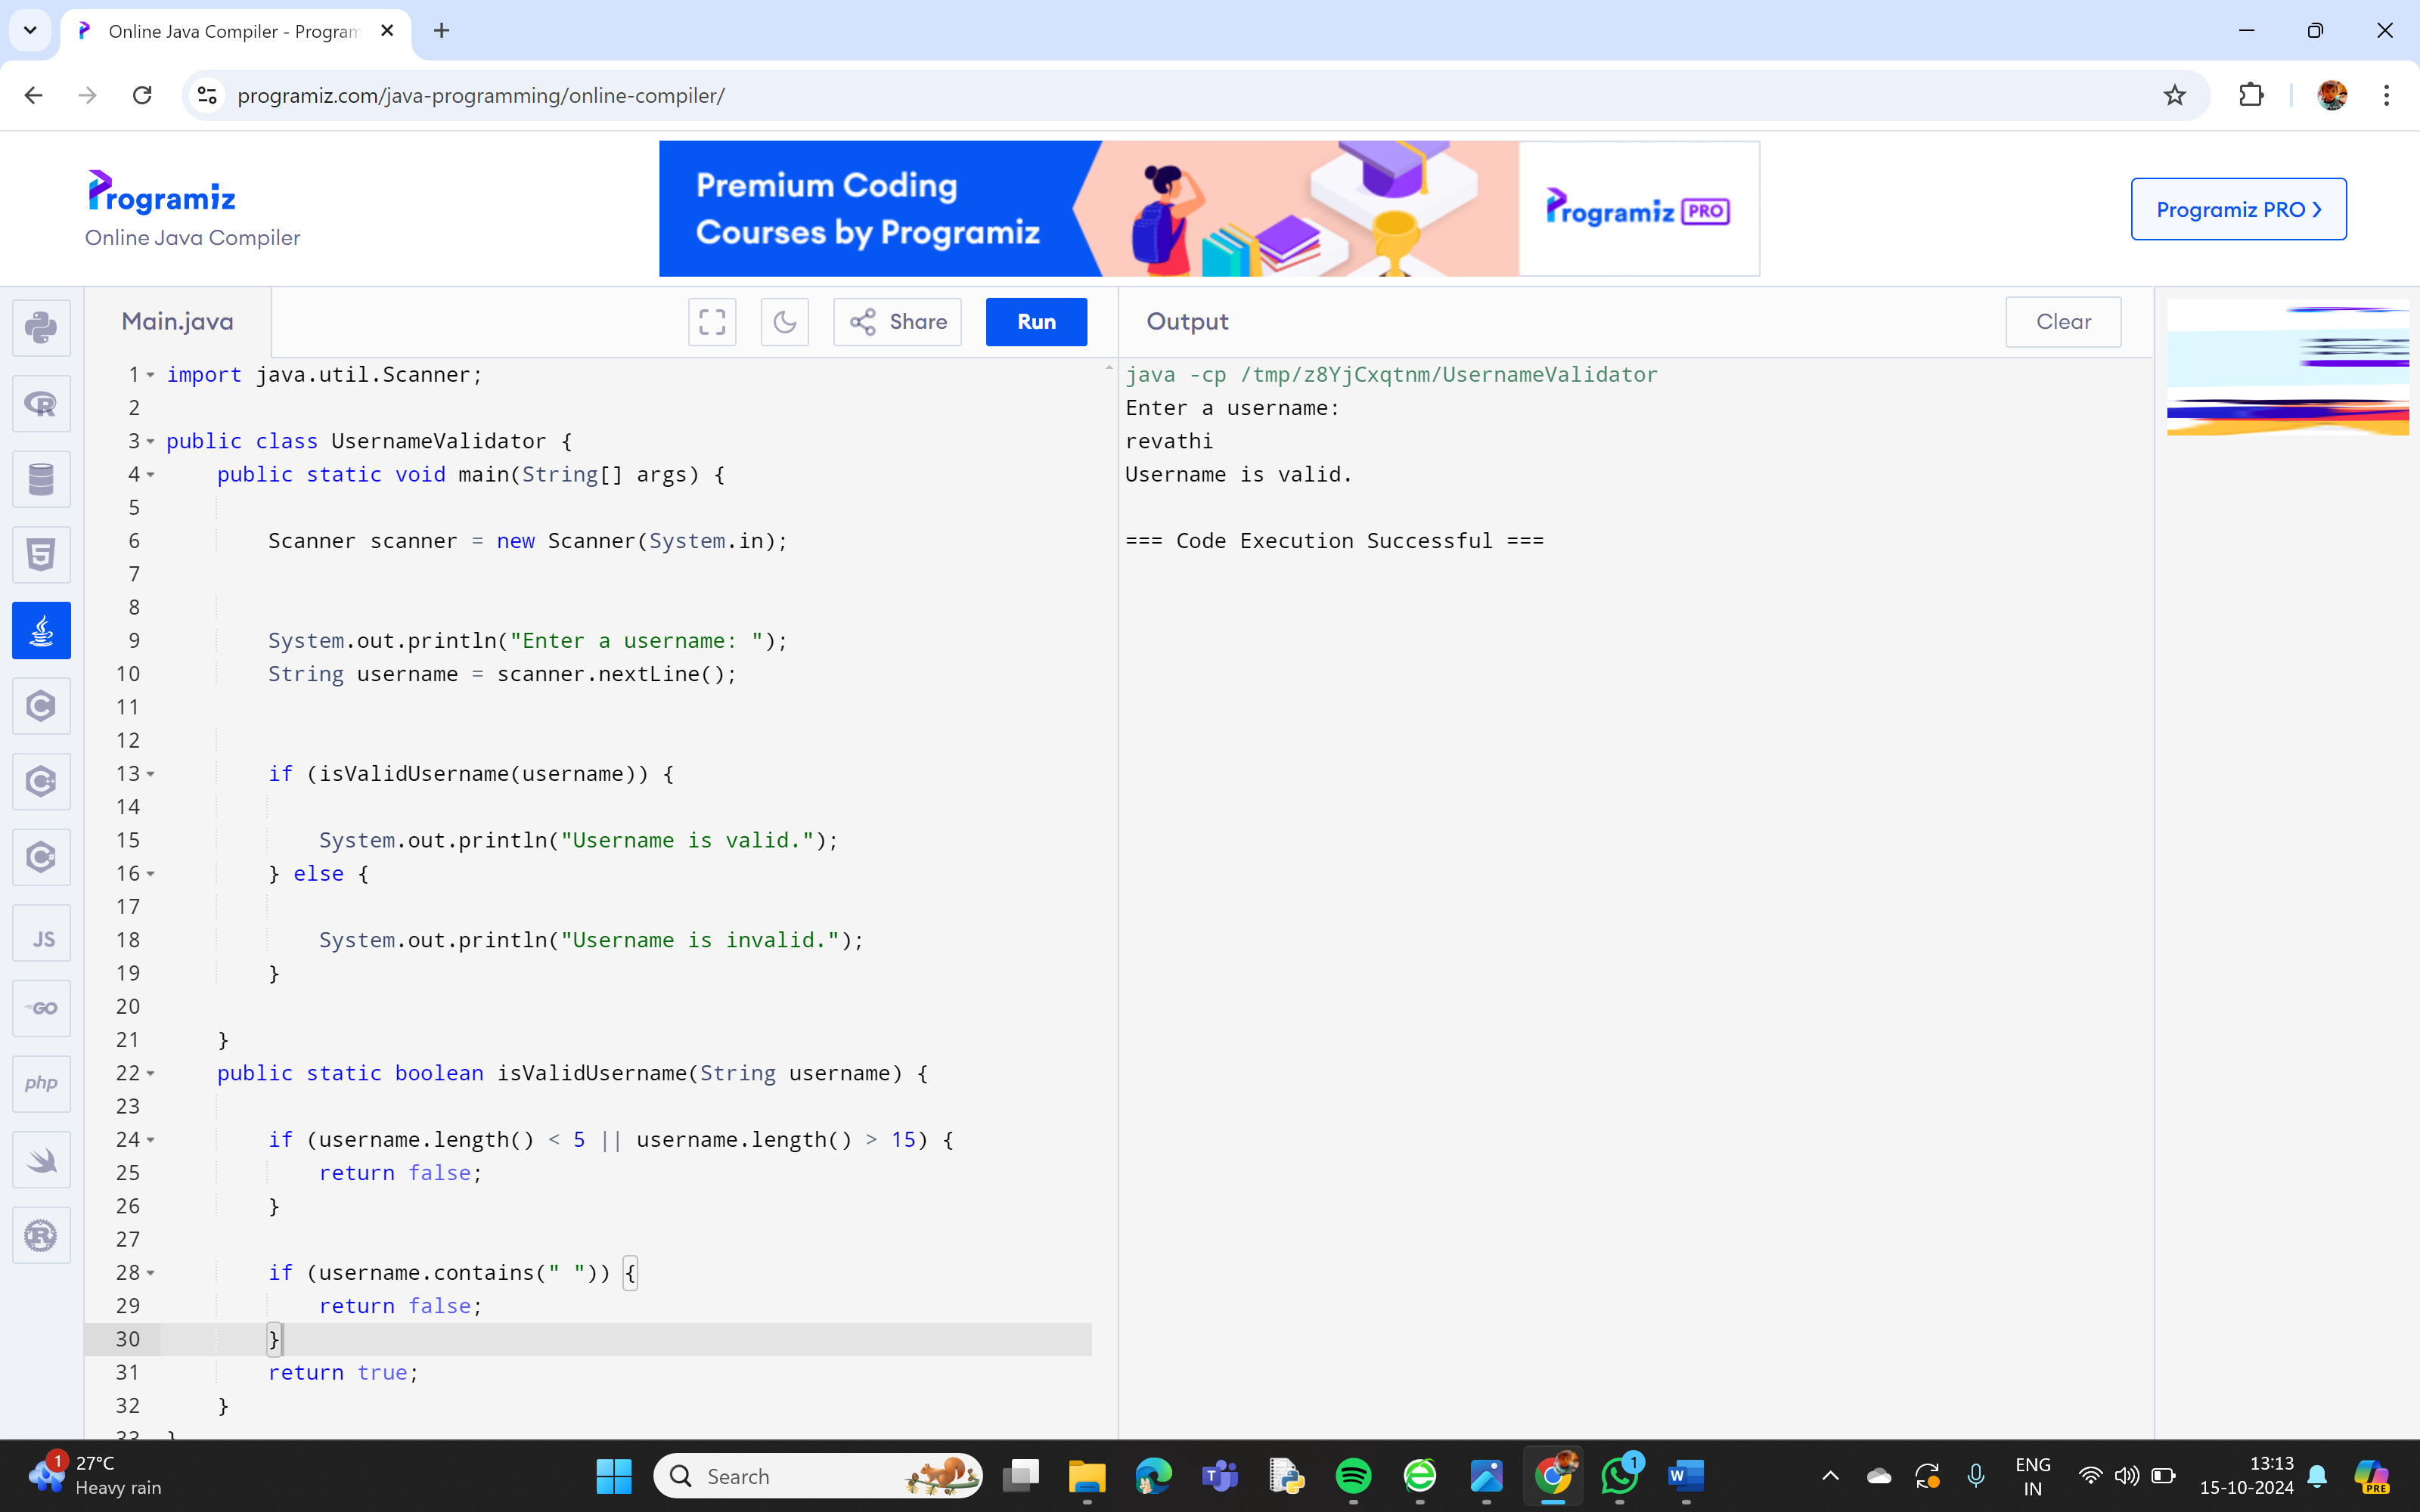 Online Java Compiler - Program
programiz.com/java-programming/online-compiler/
Programiz
Online Java Compiler
Premium Coding
Courses by Programiz
Programiz PRO
Programiz PRO ❯
Main.java
Share
Run
Output
Clear
1 import java.util.Scanner;
2
3 public class UsernameValidator {
4     public static void main(String[] args) {
5
6         Scanner scanner = new Scanner(System.in);
7
8
9         System.out.println("Enter a username: ");
10         String username = scanner.nextLine();
11
12
13         if (isValidUsername(username)) {
14
15             System.out.println("Username is valid.");
16         } else {
17
18             System.out.println("Username is invalid.");
19         }
20
21     }
22     public static boolean isValidUsername(String username) {
23
24         if (username.length() < 5 || username.length() > 15) {
25             return false;
26         }
27
28         if (username.contains(" ")) {
29             return false;
30         }
31         return true;
32     }
33 }
java -cp /tmp/z8YjCxqtnm/UsernameValidator
Enter a username:
revathi
Username is valid.
=== Code Execution Successful ===
R
5
C
C
C#
JS
GO
php
R
1
27°C
Heavy rain
Search
T
1
W
ENG
IN
13:13
15-10-2024
PRE